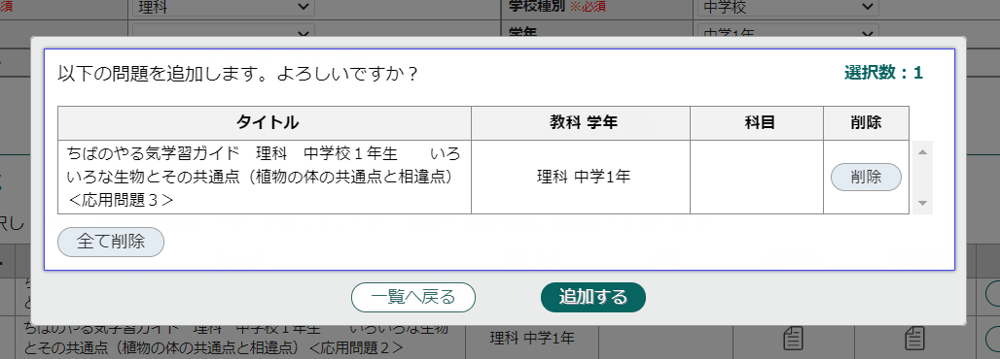 須
理科
学校種別 ※必須
中学校
学年
中学1年
以下の問題を追加します。よろしいですか？
選択数：1
タイトル
教科 学年
科目
削除
ちばのやる気学習ガイド　理科　中学校１年生　　いろ
いろな生物とその共通点（植物の体の共通点と相違点）
＜応用問題３＞
理科 中学1年
削除
全て削除
択し
一覧へ戻る
追加する
ちばのやる気学習ガイド　理科　中学校１年生　　いろいろな生物
とその共通点（植物の体の共通点と相違点）＜応用問題２＞
理科 中学1年